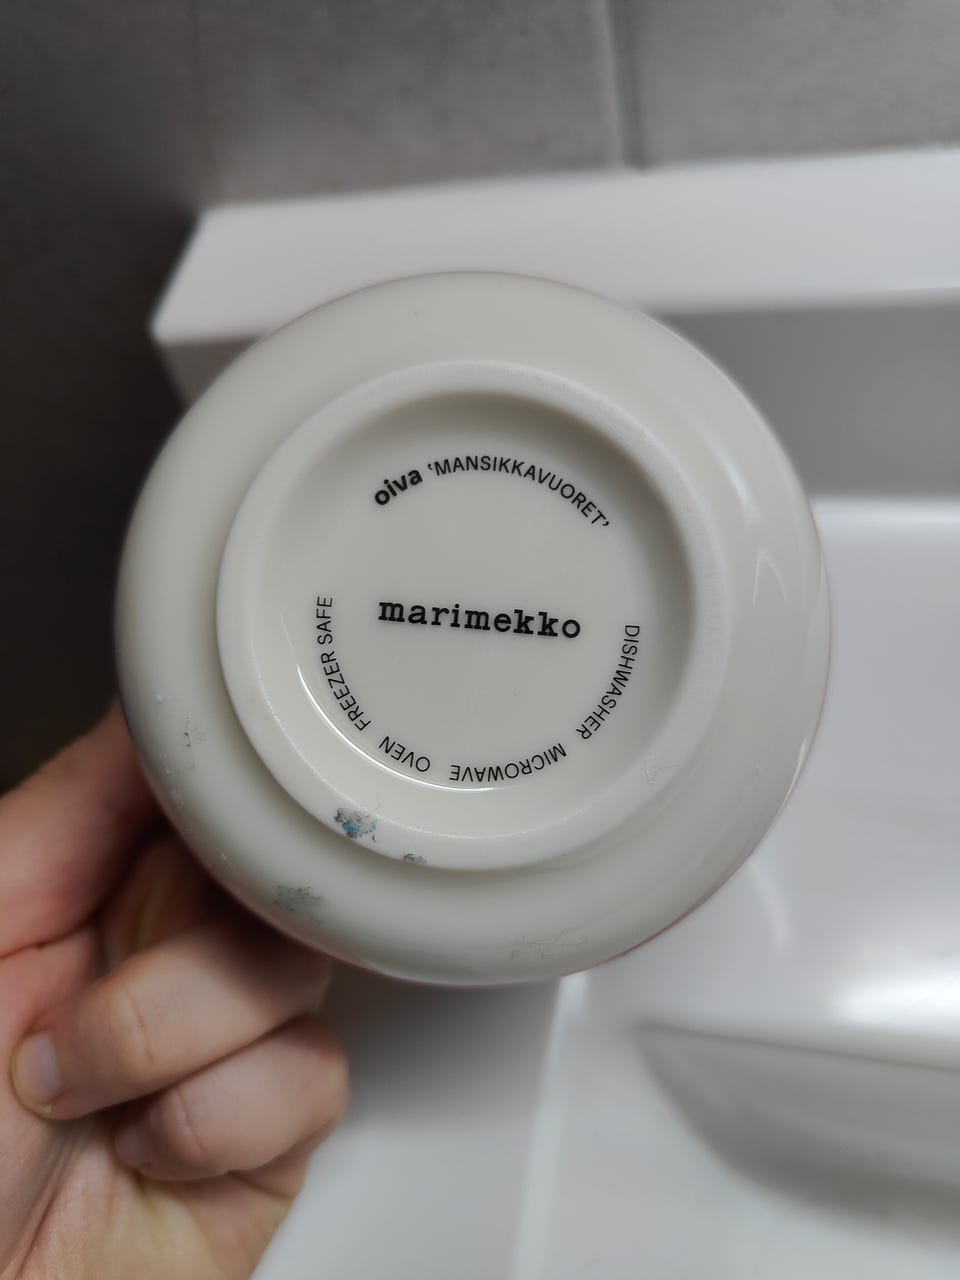 oiva ‘MANSIKKAVUORET’
marimekko
DISHWASHER MICROWAVE OVEN FREEZER SAFE